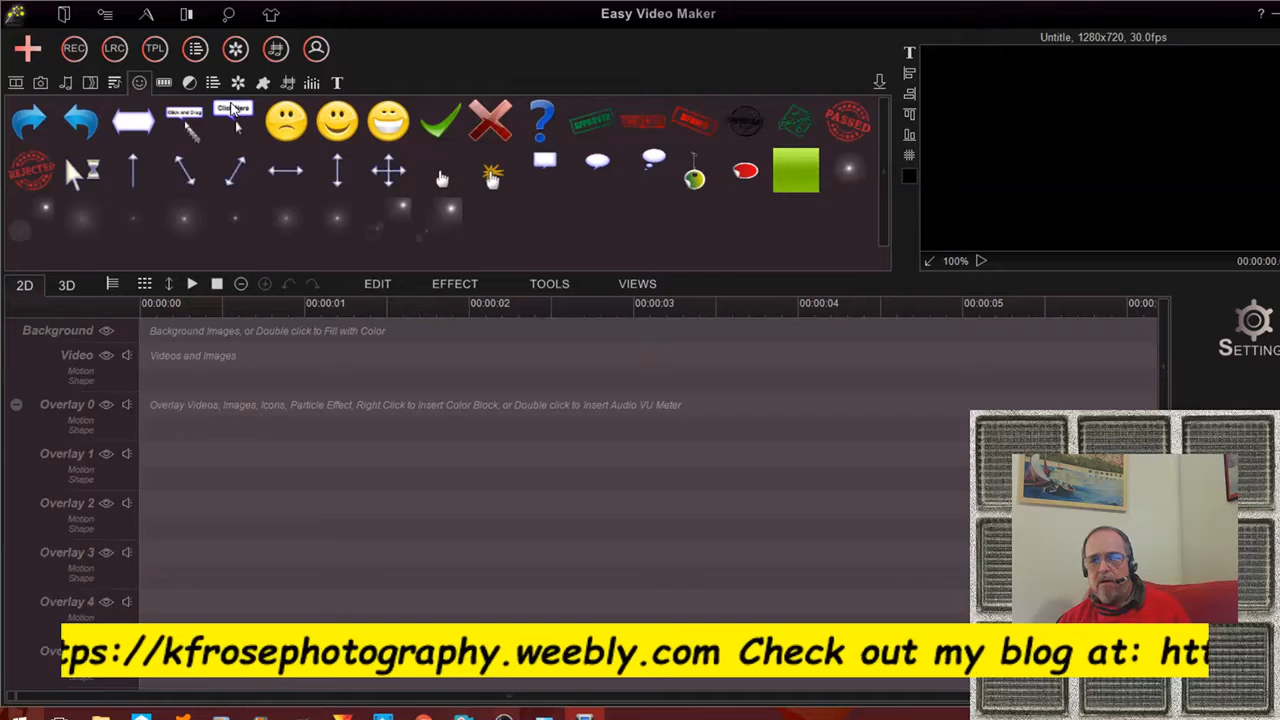 Easy Video Maker
?
REC LRC TPL
Untitle, 1280x720, 30.0fps
T
T
Click and Drag
APPROVED
PASSED
REJECTED
100%
00:00:00.
2D 3D EDIT EFFECT TOOLS VIEWS
00:00:00 00:00:01 00:00:02 00:00:03 00:00:04 00:00:05 00:00:
Background Background Images, or Double click to Fill with Color
Video Videos and Images
Motion
Shape
Overlay 0 Overlay Videos, Images, Icons, Particle Effect, Right Click to Insert Color Block, or Double click to Insert Audio VU Meter
Motion
Shape
Overlay 1
Motion
Shape
Overlay 2
Motion
Shape
Overlay 3
Motion
Shape
Overlay 4
SETTING
tps://kfrosephotography.weebly.com Check out my blog at: htt